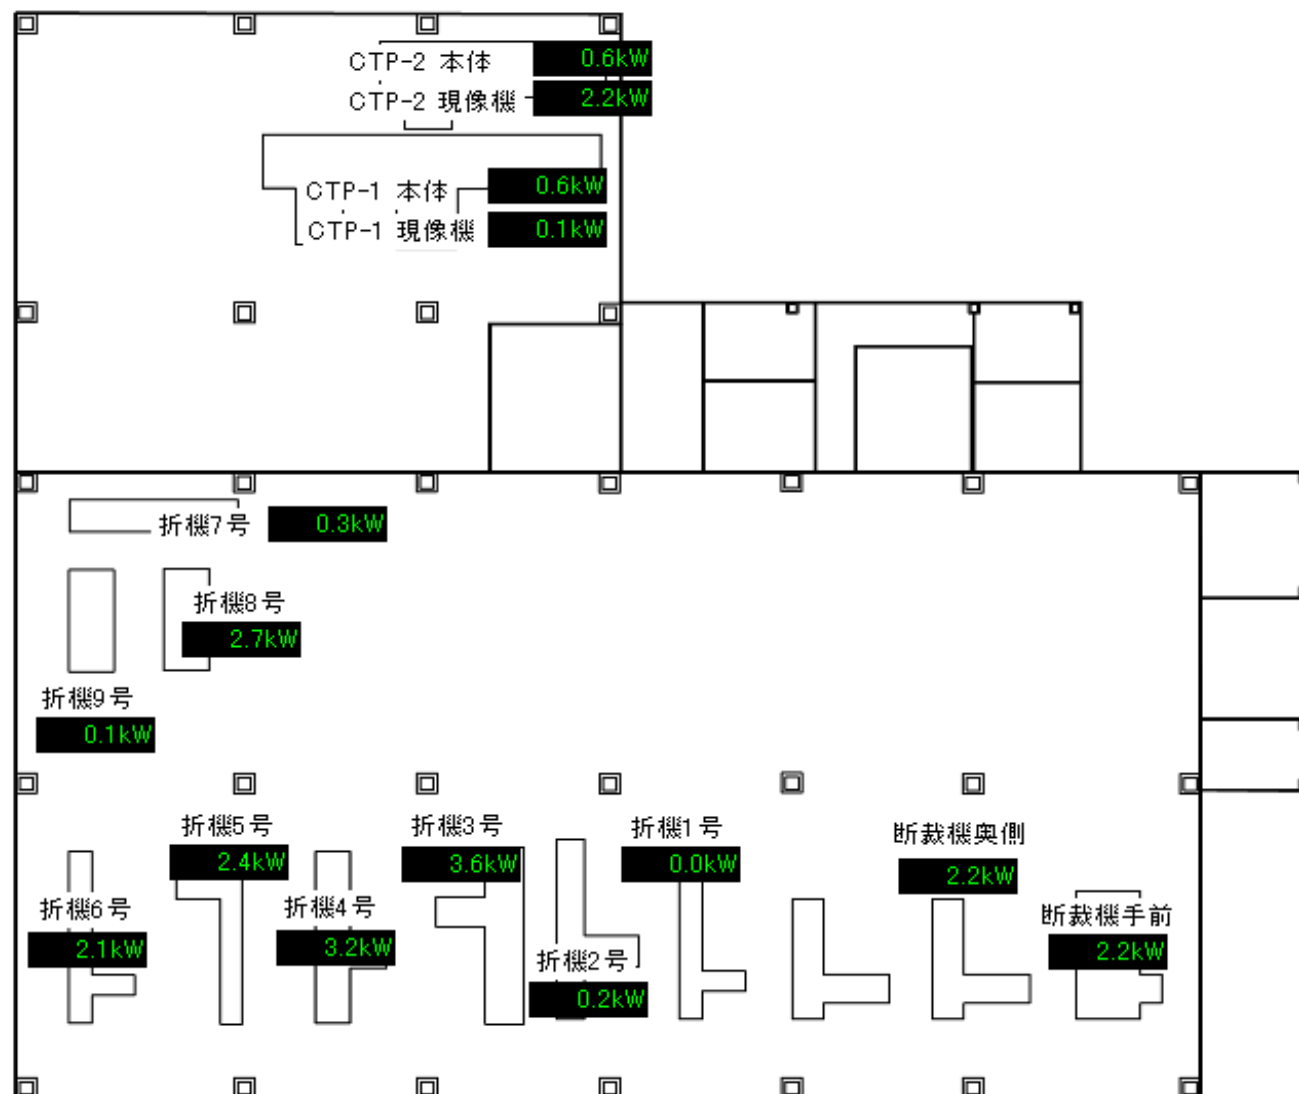 CTP-2 本体 0.6kW
CTP-2 現像機 2.2kW
CTP-1 本体 0.6kW
CTP-1 現像機 0.1kW
折機7号 0.3kW
折機8号
2.7kW
折機9号
0.1kW
折機5号
2.4kW
折機3号
3.6kW
折機1号
0.0kW
断裁機奥側
2.2kW
折機6号
2.1kW
折機4号
3.2kW
断裁機手前
2.2kW
折機2号
0.2kW